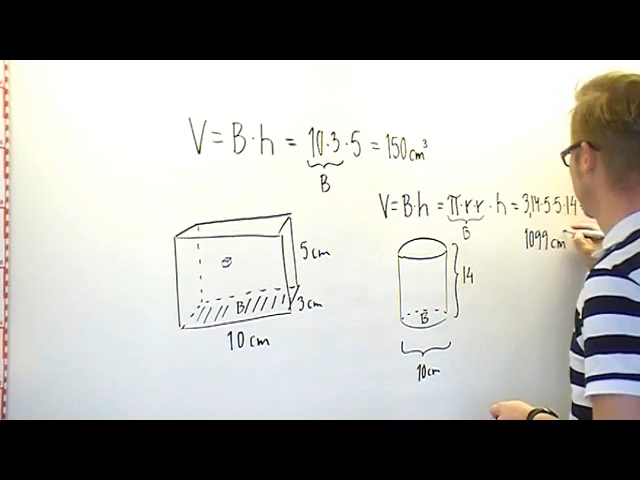 V = B · h = 10 · 3 · 5 = 150 cm³
B
V = B · h = π · r · r · h = 3,14 · 5 · 5 · 14 =
B
1099 cm
5 cm
B
3 cm
10 cm
14
B
10 cm